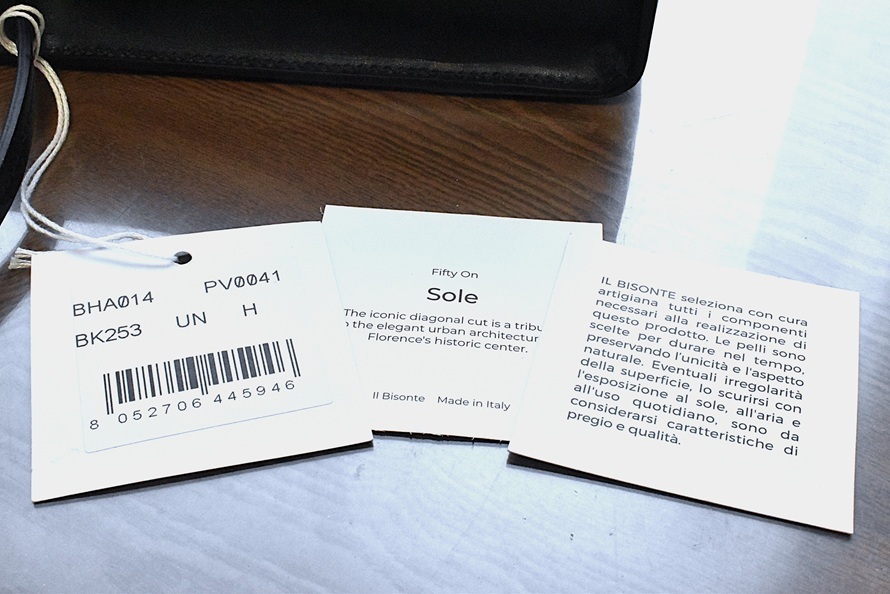 BHA014 PV0041
BK253 UN H
8 052706 445946
Fifty On
Sole
The iconic diagonal cut is a
the elegant urban
Florence's historic center.
Il Bisonte Made in Italy
IL BISONTE seleziona con cura
artigiana tutti i componenti
necessari alla realizzazione di
questo prodotto. Le pelli sono
scelte per durare nel tempo,
preservando l'unicità e l'aspetto
naturale. Eventuali irregolarità
della superficie, lo scurirsi con
l'esposizione al sole, all'aria e
all'uso quotidiano, sono da
considerarsi caratteristiche di
pregio e qualità.